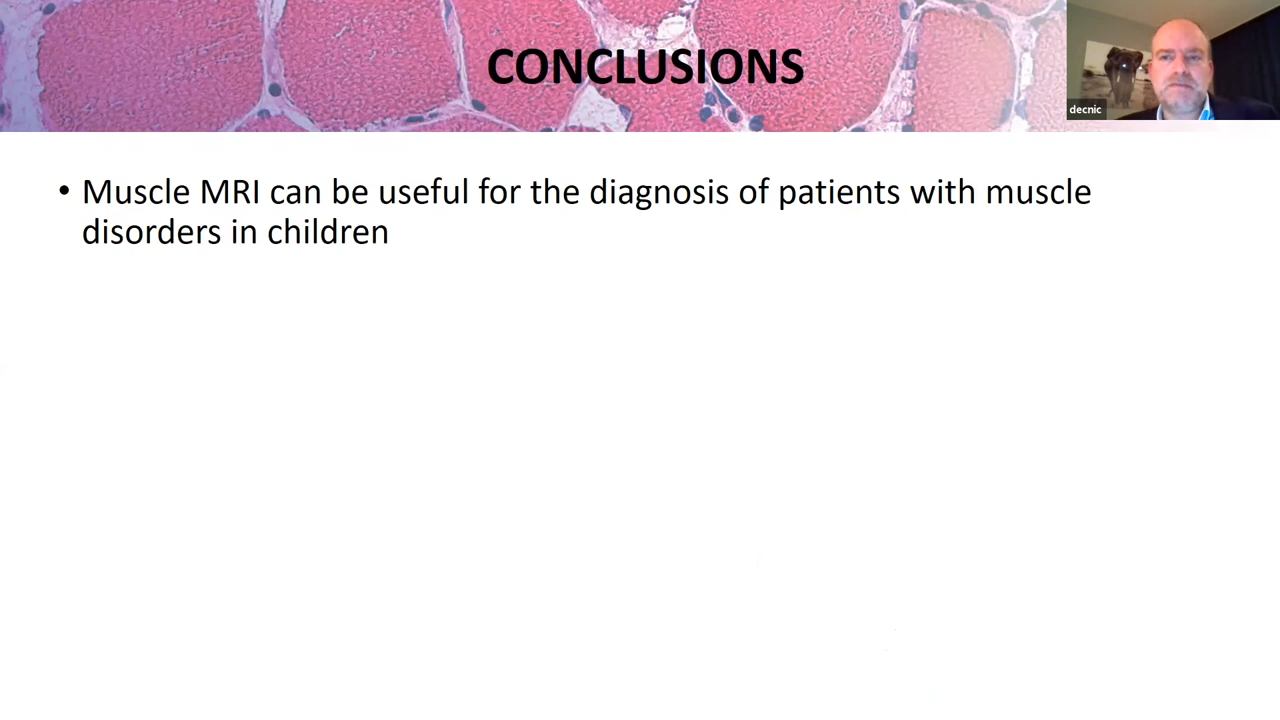 CONCLUSIONS
decnic
• Muscle MRI can be useful for the diagnosis of patients with muscle
disorders in children